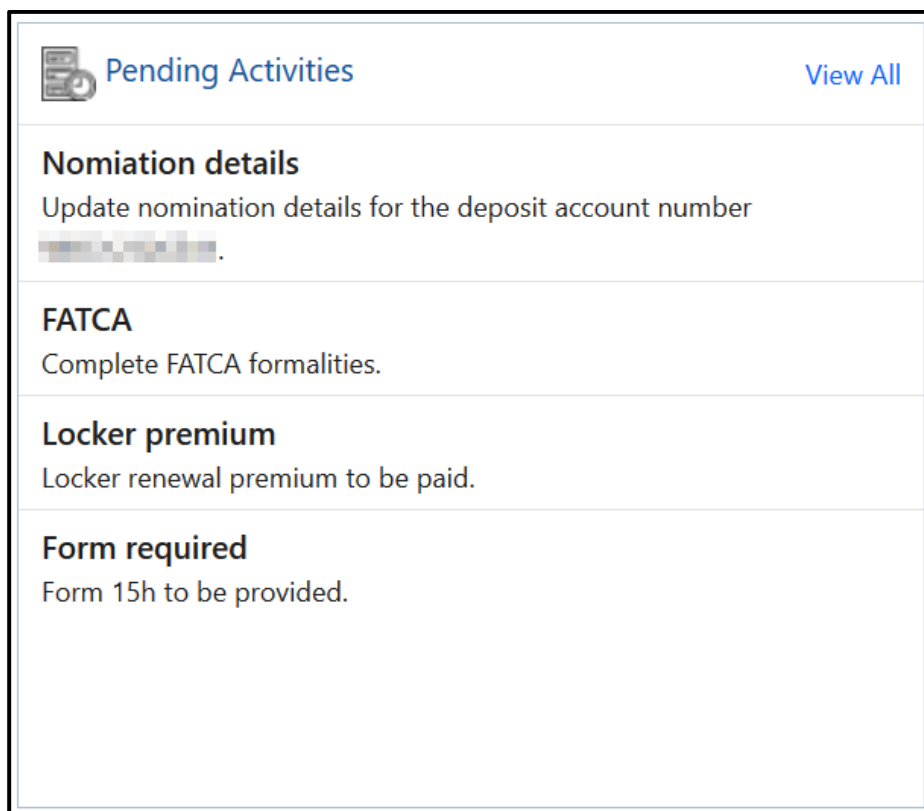 Pending Activities
View All
Nomiation details
Update nomination details for the deposit account number
.
FATCA
Complete FATCA formalities.
Locker premium
Locker renewal premium to be paid.
Form required
Form 15h to be provided.